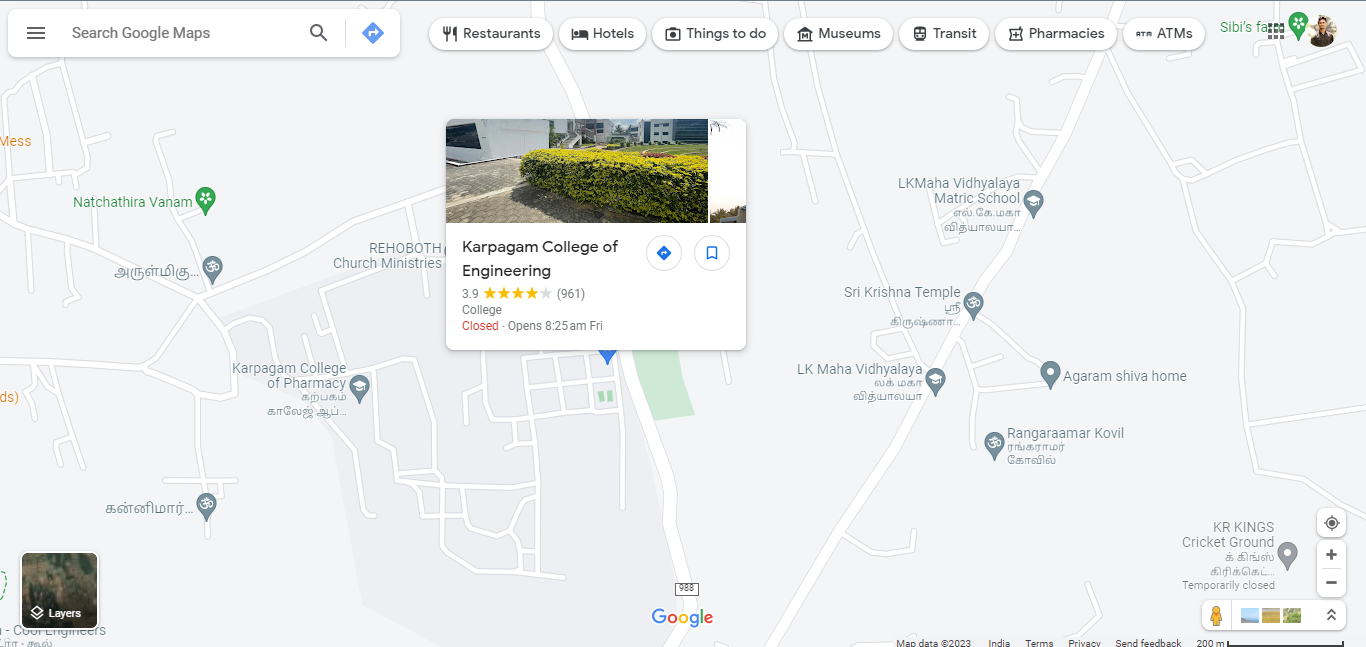 Search Google Maps
Restaurants
Hotels
Things to do
Museums
Transit
Pharmacies
ATM ATMs
Sibi's fa
Mess
Natchathira Vanam
அருள்மிகு...
REHOBOTH
Church Ministries
Karpagam College of
Engineering
3.9 (961)
College
Closed · Opens 8:25 am Fri
LKMaha Vidhyalaya
Matric School
எல்.கே.மகா
வித்யாலயா...
Sri Krishna Temple
ஸ்ரீ
கிருஷ்ணா...
Karpagam College
of Pharmacy
கற்பகம்
காலேஜ் ஆப்...
LK Maha Vidhyalaya
லக் மகா
வித்யாலயா
Agaram shiva home
ds)
Rangaraamar Kovil
ரங்கராமர்
கோவில்
கன்னிமார்...
KR KINGS
Cricket Ground
க் கிங்ஸ்
கிரிக்கெட்...
Temporarily closed
988
Layers
- Cool Engineers
Google
Map data ©2023 India Terms Privacy Send feedback 200 m